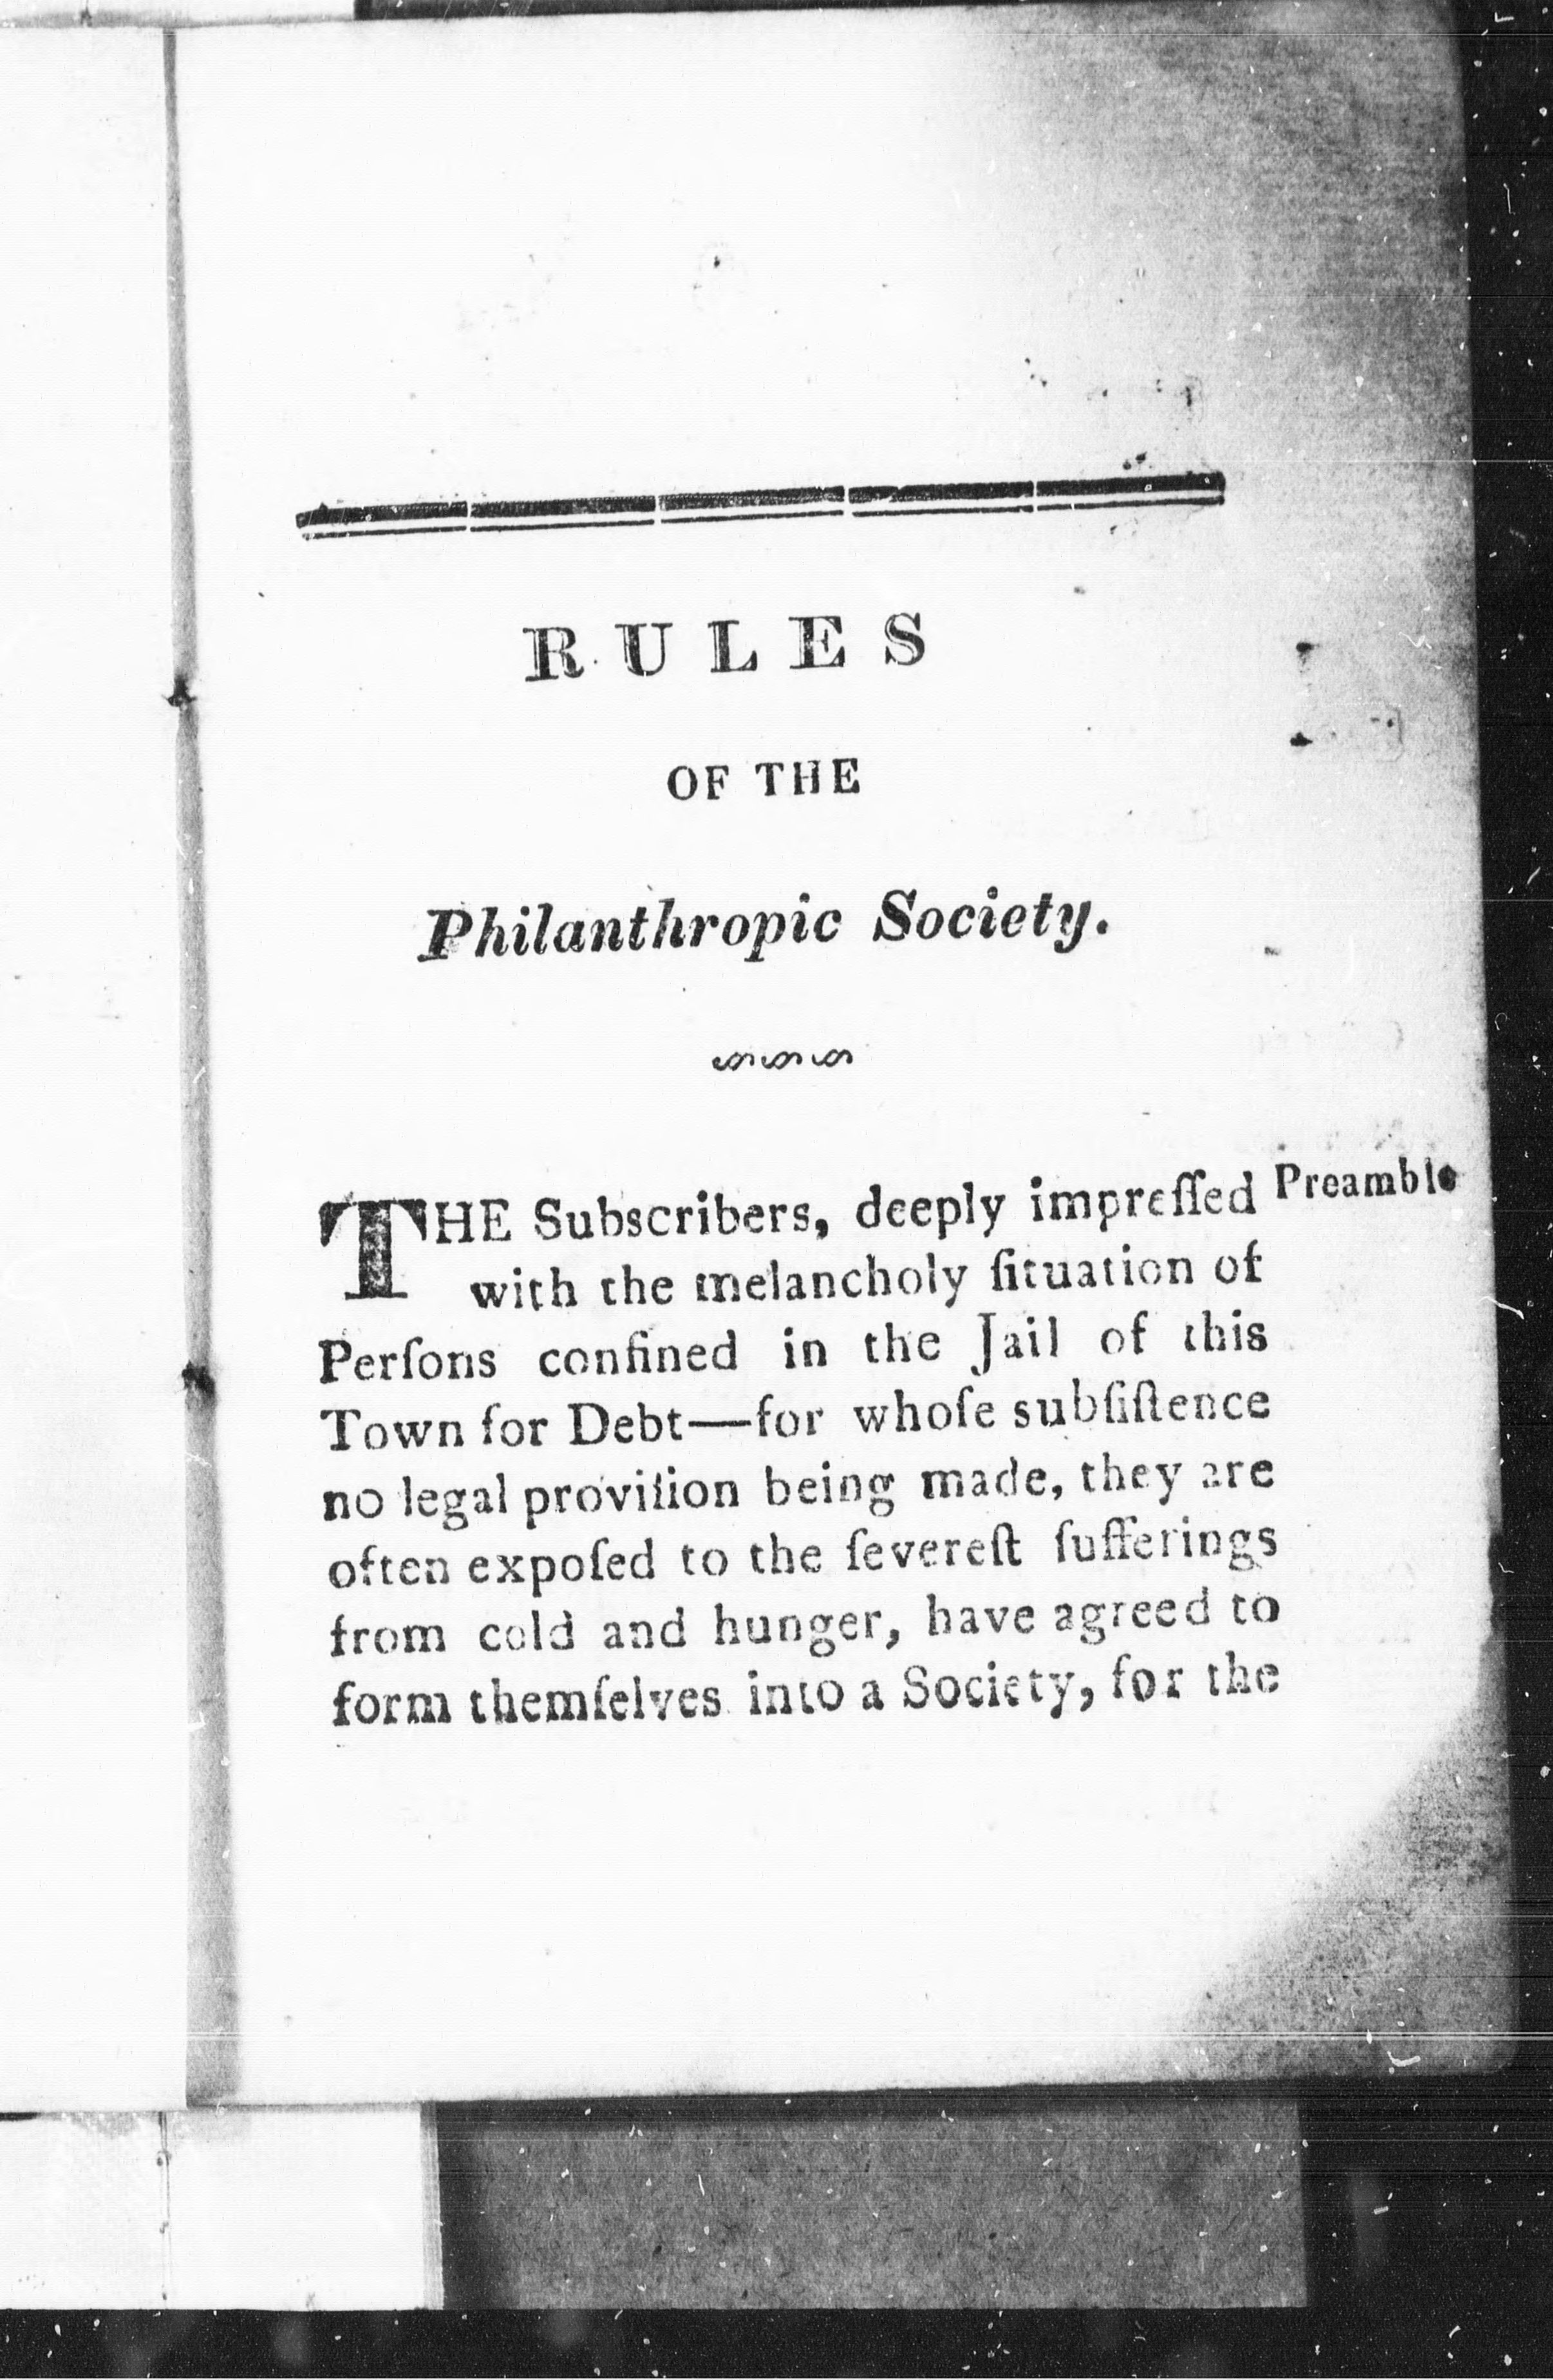 RULES
OF THE
Philanthropic Society.
THE Subscribers, deeply impreſſed Preamble
with the melancholy ſituation of
Perſons confined in the Jail of this
Town for Debt—for whoſe subſiſtence
no legal proviſion being made, they are
often expoſed to the ſevereſt ſufferings
from cold and hunger, have agreed to
form themſelves into a Society, for the